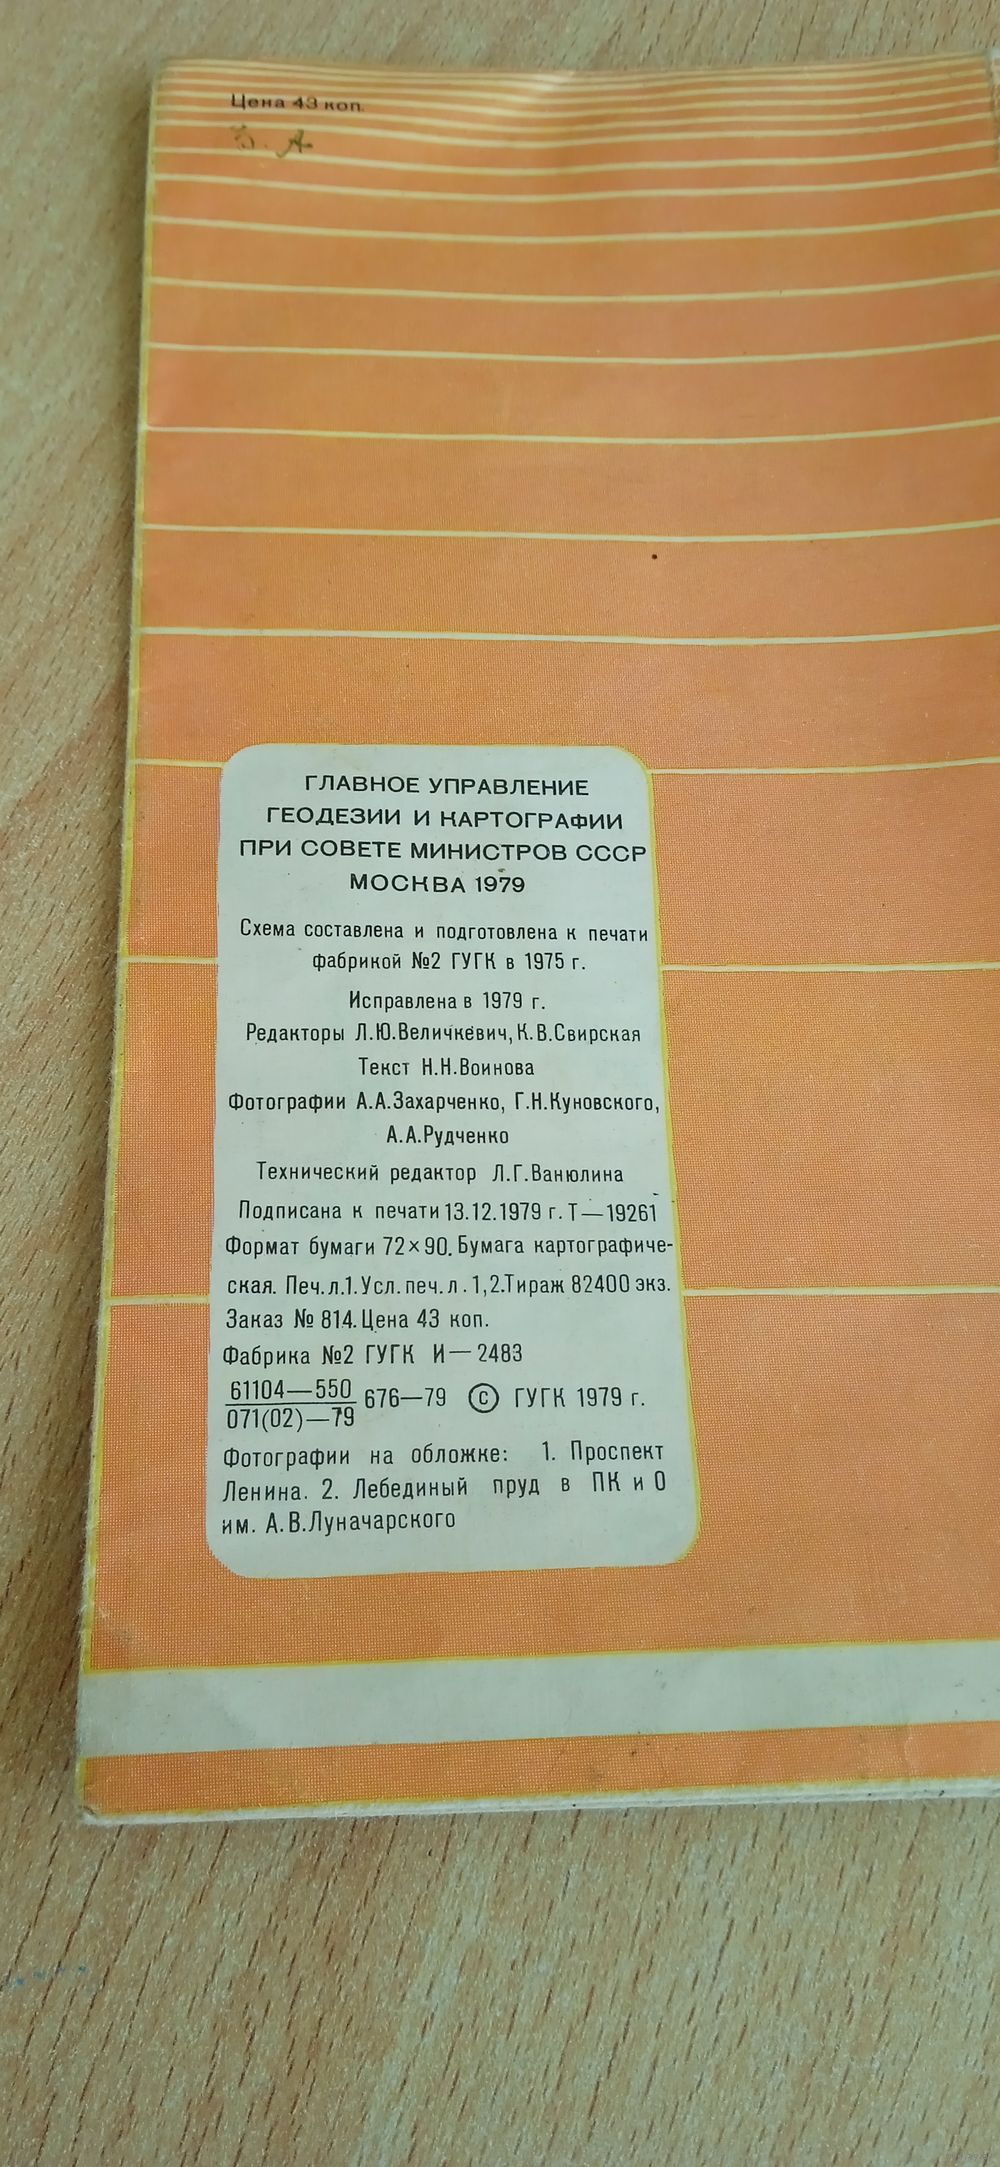 Цена 43 коп.
ГЛАВНОЕ УПРАВЛЕНИЕ
ГЕОДЕЗИИ И КАРТОГРАФИИ
ПРИ СОВЕТЕ МИНИСТРОВ СССР
МОСКВА 1979
Схема составлена и подготовлена к печати
фабрикой №2 ГУГК в 1975 г.
Исправлена в 1979 г.
Редакторы Л.Ю.Величкевич, К.В.Свирская
Текст Н.Н.Воинова
Фотографии А.А.Захарченко, Г.Н.Куновского,
А.А.Рудченко
Технический редактор Л.Г.Ванюлина
Подписана к печати 13.12.1979 г. Т—19261
Формат бумаги 72×90. Бумага картографиче-
ская. Печ.л.1. Усл.печ.л. 1,2. Тираж 82400 экз.
Заказ № 814. Цена 43 коп.
Фабрика №2 ГУГК И—2483
61104—550
071(02)—79 676—79 © ГУГК 1979 г.
Фотографии на обложке: 1. Проспект
Ленина. 2. Лебединый пруд в ПК и О
им. А.В.Луначарского